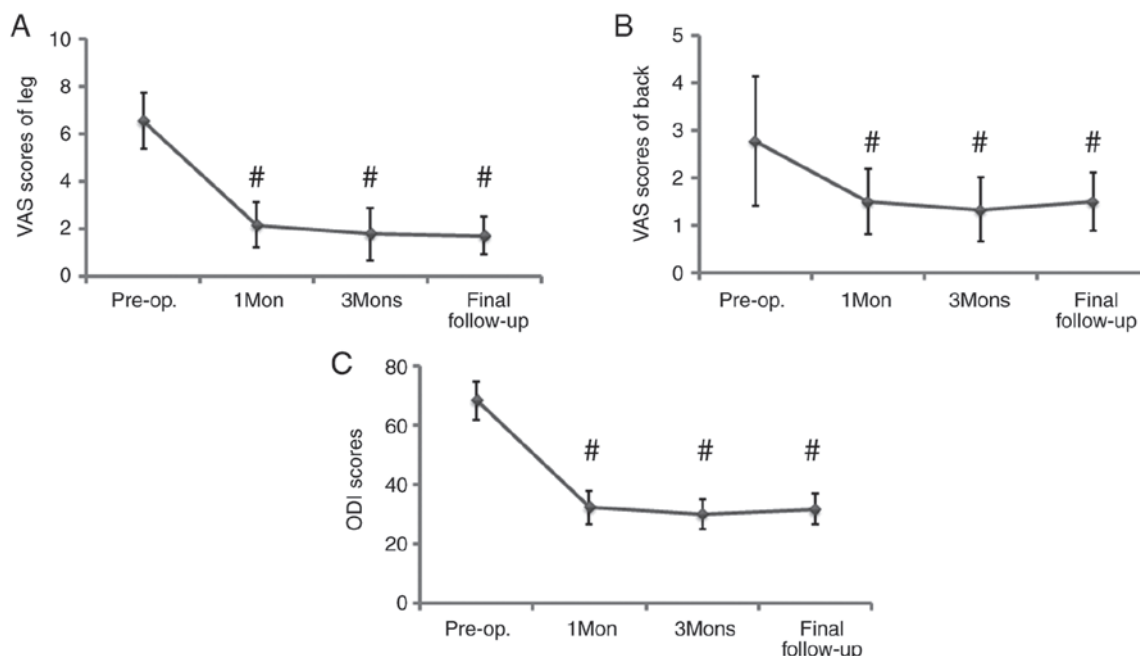 A
VAS scores of leg
10
8
6
4
2
0
# # #
Pre-op. 1Mon 3Mons Final
follow-up
B
VAS scores of back
5
4
3
2
1
0
# # #
Pre-op. 1Mon 3Mons Final
follow-up
C
ODI scores
80
60
40
20
0
# # #
Pre-op. 1Mon 3Mons Final
follow-up